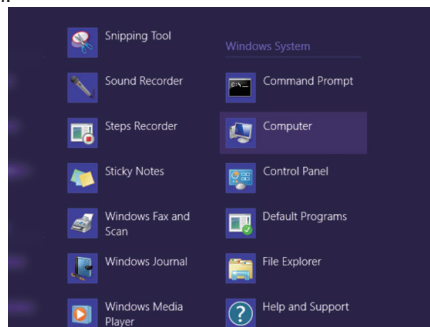 Snipping Tool
Sound Recorder
Steps Recorder
Sticky Notes
Windows Fax and
Scan
Windows Journal
Windows Media
Player
Windows System
Command Prompt
Computer
Control Panel
Default Programs
File Explorer
Help and Support